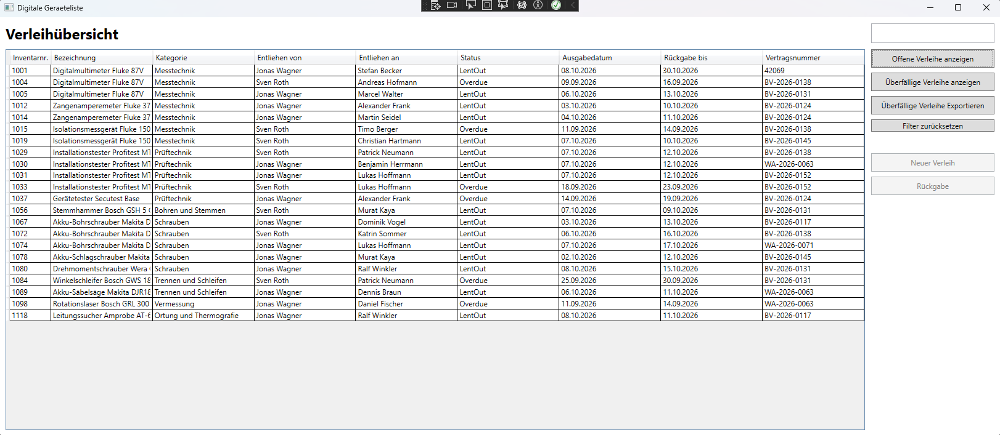 Digitale Geraeteliste
Verleihübersicht
Inventarnr. Bezeichnung Kategorie Entliehen von Entliehen an Status Ausgabedatum Rückgabe bis Vertragsnummer
1001 Digitalmultimeter Fluke 87V Messtechnik Jonas Wagner Stefan Becker LentOut 08.10.2026 30.10.2026 42069
1004 Digitalmultimeter Fluke 87V Messtechnik Sven Roth Andreas Hofmann Overdue 09.09.2026 16.09.2026 BV-2026-0138
1005 Digitalmultimeter Fluke 87V Messtechnik Jonas Wagner Marcel Walter LentOut 06.10.2026 13.10.2026 BV-2026-0131
1012 Zangenamperemeter Fluke 37 Messtechnik Jonas Wagner Alexander Frank LentOut 03.10.2026 10.10.2026 BV-2026-0124
1014 Zangenamperemeter Fluke 37 Messtechnik Jonas Wagner Martin Seidel LentOut 04.10.2026 11.10.2026 BV-2026-0124
1015 Isolationsmessgerät Fluke 150 Messtechnik Sven Roth Timo Berger Overdue 11.09.2026 14.09.2026 BV-2026-0138
1019 Isolationsmessgerät Fluke 150 Messtechnik Sven Roth Christian Hartmann LentOut 07.10.2026 10.10.2026 BV-2026-0145
1029 Installationstester Profitest MT Prüftechnik Sven Roth Patrick Neumann LentOut 07.10.2026 12.10.2026 BV-2026-0138
1030 Installationstester Profitest MT Prüftechnik Jonas Wagner Benjamin Herrmann LentOut 07.10.2026 12.10.2026 WA-2026-0063
1031 Installationstester Profitest MT Prüftechnik Jonas Wagner Lukas Hoffmann LentOut 07.10.2026 12.10.2026 BV-2026-0152
1033 Installationstester Profitest MT Prüftechnik Sven Roth Lukas Hoffmann Overdue 18.09.2026 23.09.2026 BV-2026-0152
1037 Gerätetester Secutest Base Prüftechnik Jonas Wagner Alexander Frank Overdue 14.09.2026 19.09.2026 BV-2026-0124
1056 Stemmhammer Bosch GSH 5 Bohren und Stemmen Sven Roth Murat Kaya LentOut 07.10.2026 09.10.2026 BV-2026-0131
1067 Akku-Bohrschrauber Makita D Schrauben Jonas Wagner Dominik Vogel LentOut 03.10.2026 13.10.2026 BV-2026-0117
1072 Akku-Bohrschrauber Makita D Schrauben Sven Roth Katrin Sommer LentOut 06.10.2026 16.10.2026 BV-2026-0138
1074 Akku-Bohrschrauber Makita D Schrauben Jonas Wagner Lukas Hoffmann LentOut 07.10.2026 17.10.2026 WA-2026-0071
1078 Akku-Schlagschrauber Makita Schrauben Jonas Wagner Murat Kaya LentOut 02.10.2026 12.10.2026 BV-2026-0145
1080 Drehmomentschrauber Wera Schrauben Jonas Wagner Ralf Winkler LentOut 08.10.2026 15.10.2026 BV-2026-0131
1084 Winkelschleifer Bosch GWS 18 Trennen und Schleifen Sven Roth Patrick Neumann Overdue 25.09.2026 30.09.2026 BV-2026-0131
1089 Akku-Säbelsäge Makita DJR18 Trennen und Schleifen Jonas Wagner Dennis Braun LentOut 06.10.2026 11.10.2026 WA-2026-0063
1098 Rotationslaser Bosch GRL 300 Vermessung Jonas Wagner Daniel Fischer Overdue 11.09.2026 14.09.2026 WA-2026-0063
1118 Leitungssucher Amprobe AT-6 Ortung und Thermografie Jonas Wagner Ralf Winkler LentOut 08.10.2026 11.10.2026 BV-2026-0117
Offene Verleihe anzeigen
Überfällige Verleihe anzeigen
Überfällige Verleihe Exportieren
Filter zurücksetzen
Neuer Verleih
Rückgabe